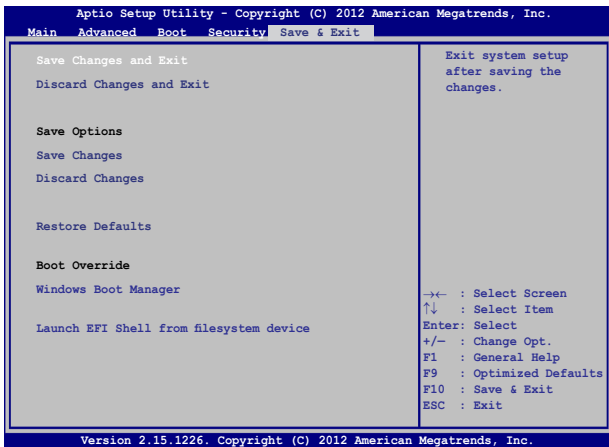 Aptio Setup Utility - Copyright (C) 2012 American Megatrends, Inc.
Main Advanced Boot Security Save & Exit
Save Changes and Exit
Discard Changes and Exit
Save Options
Save Changes
Discard Changes
Restore Defaults
Boot Override
Windows Boot Manager
Launch EFI Shell from filesystem device
Exit system setup
after saving the
changes.
→← : Select Screen
↑↓ : Select Item
Enter: Select
+/— : Change Opt.
F1 : General Help
F9 : Optimized Defaults
F10 : Save & Exit
ESC : Exit
Version 2.15.1226. Copyright (C) 2012 American Megatrends, Inc.